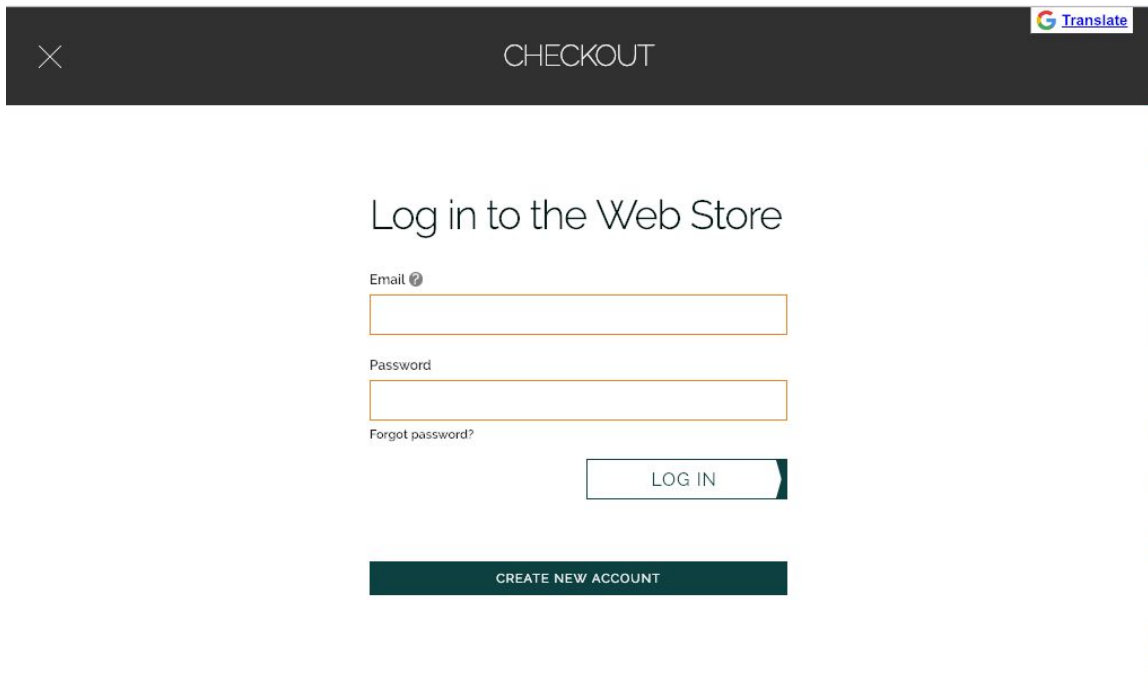 Translate
CHECKOUT
Log in to the Web Store
Email ?
Password
Forgot password?
LOG IN
CREATE NEW ACCOUNT